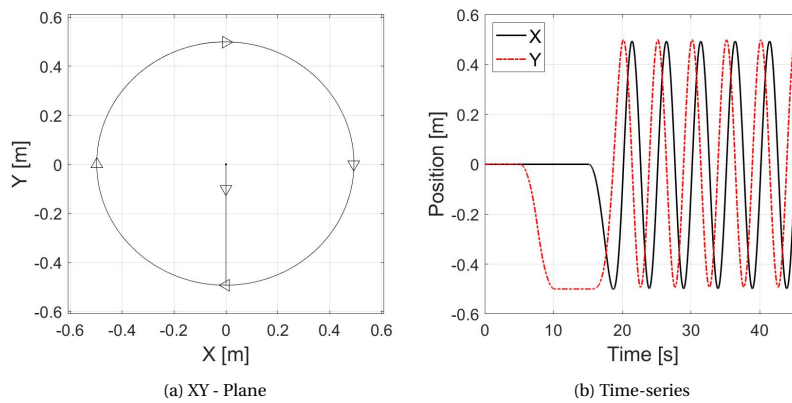 0.6
0.4
0.2
0
-0.2
-0.4
-0.6
Y [m]
-0.6 -0.4 -0.2 0 0.2 0.4 0.6
X [m]
(a) XY - Plane
0.6
0.4
0.2
0
-0.2
-0.4
-0.6
Position [m]
X
Y
0 10 20 30 40
Time [s]
(b) Time-series